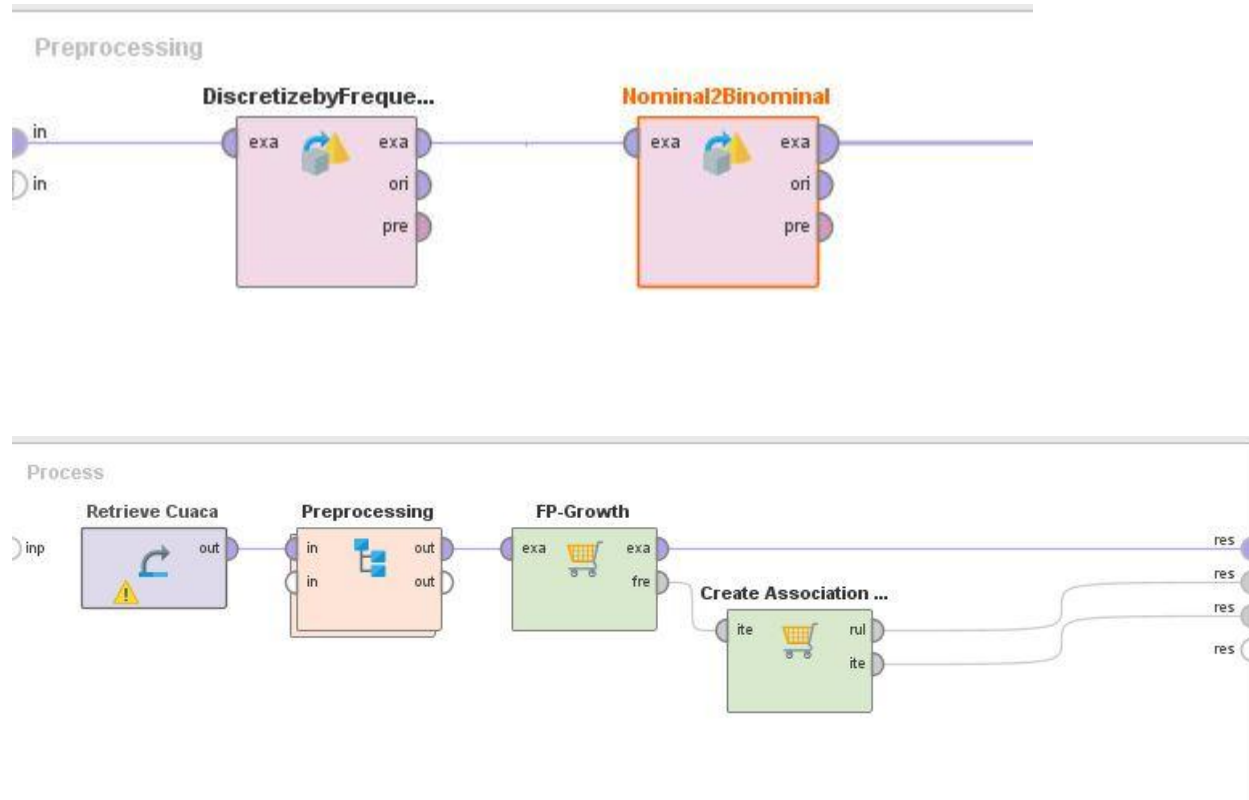 Preprocessing
DiscretizebyFreque...
Nominal2Binominal
in
exa
exa
exa
exa
in
ori
ori
pre
pre
Process
Retrieve Cuaca
Preprocessing
FP-Growth
inp
out
in
out
exa
exa
res
in
out
fre
res
Create Association ...
ite
rul
res
ite
res